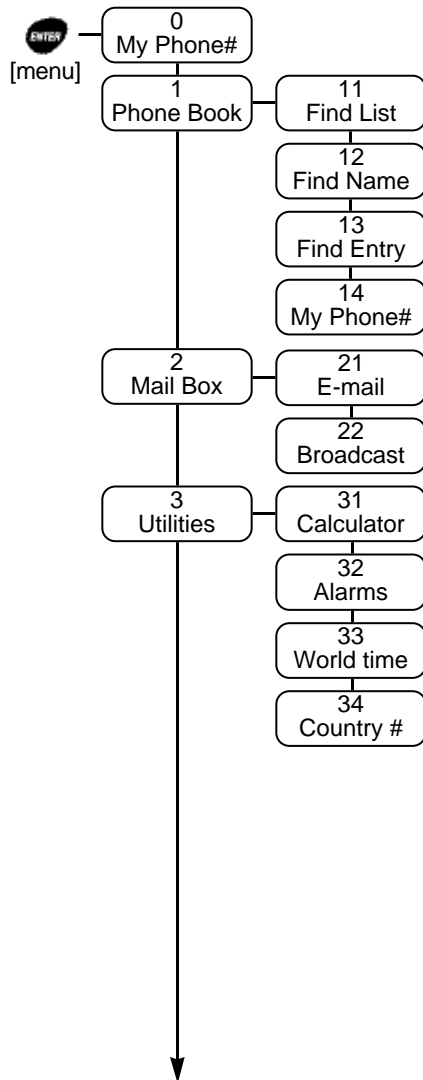 ENTER
[menu]
0
My Phone#
1
Phone Book
11
Find List
12
Find Name
13
Find Entry
14
My Phone#
2
Mail Box
21
E-mail
22
Broadcast
3
Utilities
31
Calculator
32
Alarms
33
World time
34
Country #